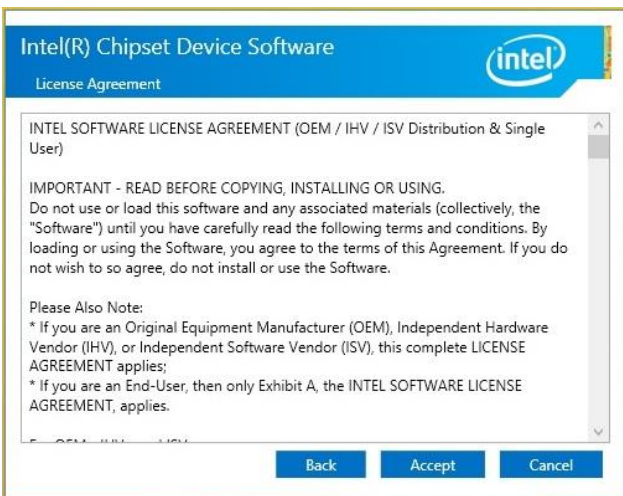 Intel(R) Chipset Device Software
intel
License Agreement
INTEL SOFTWARE LICENSE AGREEMENT (OEM / IHV / ISV Distribution & Single
User)
IMPORTANT - READ BEFORE COPYING, INSTALLING OR USING.
Do not use or load this software and any associated materials (collectively, the
"Software") until you have carefully read the following terms and conditions. By
loading or using the Software, you agree to the terms of this Agreement. If you do
not wish to so agree, do not install or use the Software.
Please Also Note:
* If you are an Original Equipment Manufacturer (OEM), Independent Hardware
Vendor (IHV), or Independent Software Vendor (ISV), this complete LICENSE
AGREEMENT applies;
* If you are an End-User, then only Exhibit A, the INTEL SOFTWARE LICENSE
AGREEMENT, applies.
Back Accept Cancel